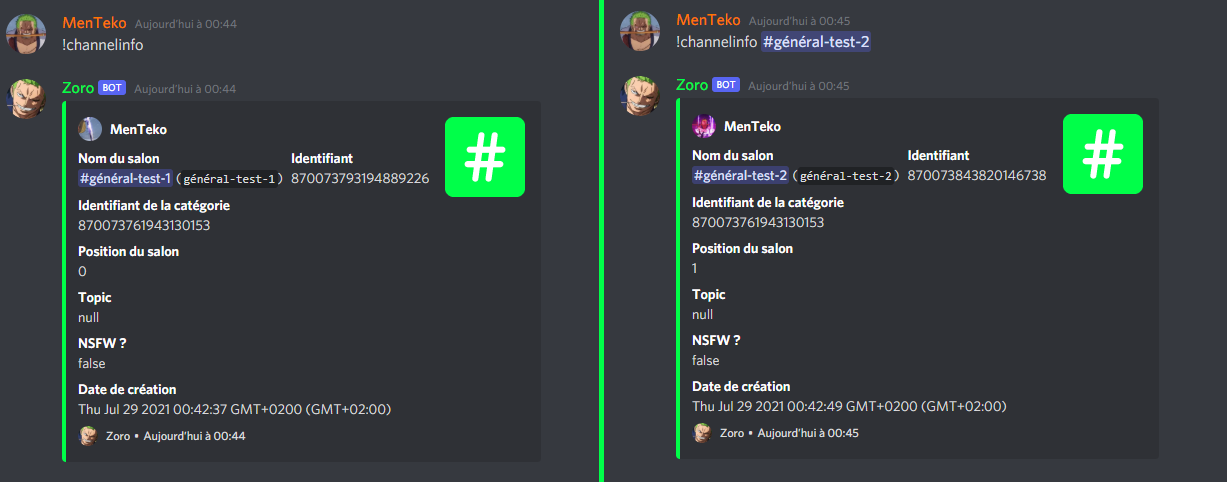 MenTeko Aujourd'hui à 00:44
!channelinfo
Zoro BOT Aujourd'hui à 00:44
MenTeko
#
Nom du salon Identifiant
#général-test-1 (général-test-1) 870073793194889226
Identifiant de la catégorie
870073761943130153
Position du salon
0
Topic
null
NSFW ?
false
Date de création
Thu Jul 29 2021 00:42:37 GMT+0200 (GMT+02:00)
Zoro • Aujourd'hui à 00:44
MenTeko Aujourd'hui à 00:45
!channelinfo #général-test-2
Zoro BOT Aujourd'hui à 00:45
MenTeko
#
Nom du salon Identifiant
#général-test-2 (général-test-2) 870073843820146738
Identifiant de la catégorie
870073761943130153
Position du salon
1
Topic
null
NSFW ?
false
Date de création
Thu Jul 29 2021 00:42:49 GMT+0200 (GMT+02:00)
Zoro • Aujourd'hui à 00:45